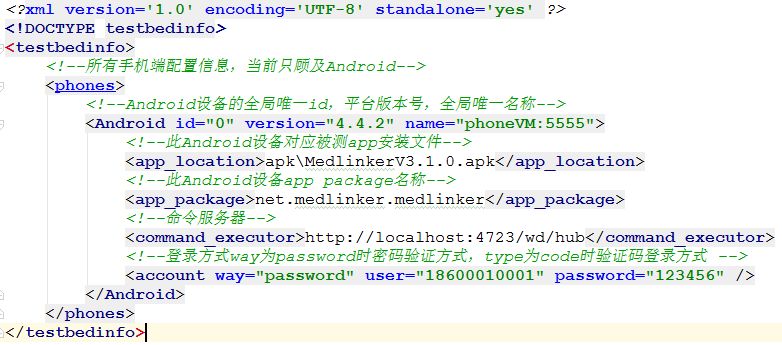 <?xml version='1.0' encoding='UTF-8' standalone='yes' ?>
<!DOCTYPE testbedinfo>
<testbedinfo>
<!--所有手机端配置信息，当前只顾及Android-->
<phones>
<!--Android设备的全局唯一id，平台版本号，全局唯一名称-->
<Android id="0" version="4.4.2" name="phoneVM:5555">
<!--此Android设备对应被测app安装文件-->
<app_location>apk\MedlinkerV3.1.0.apk</app_location>
<!--此Android设备app package名称-->
<app_package>net.medlinker.medlinker</app_package>
<!--命令服务器-->
<command_executor>http://localhost:4723/wd/hub</command_executor>
<!--登录方式way为password时密码验证方式，type为code时验证码登录方式 -->
<account way="password" user="18600010001" password="123456" />
</Android>
</phones>
</testbedinfo>